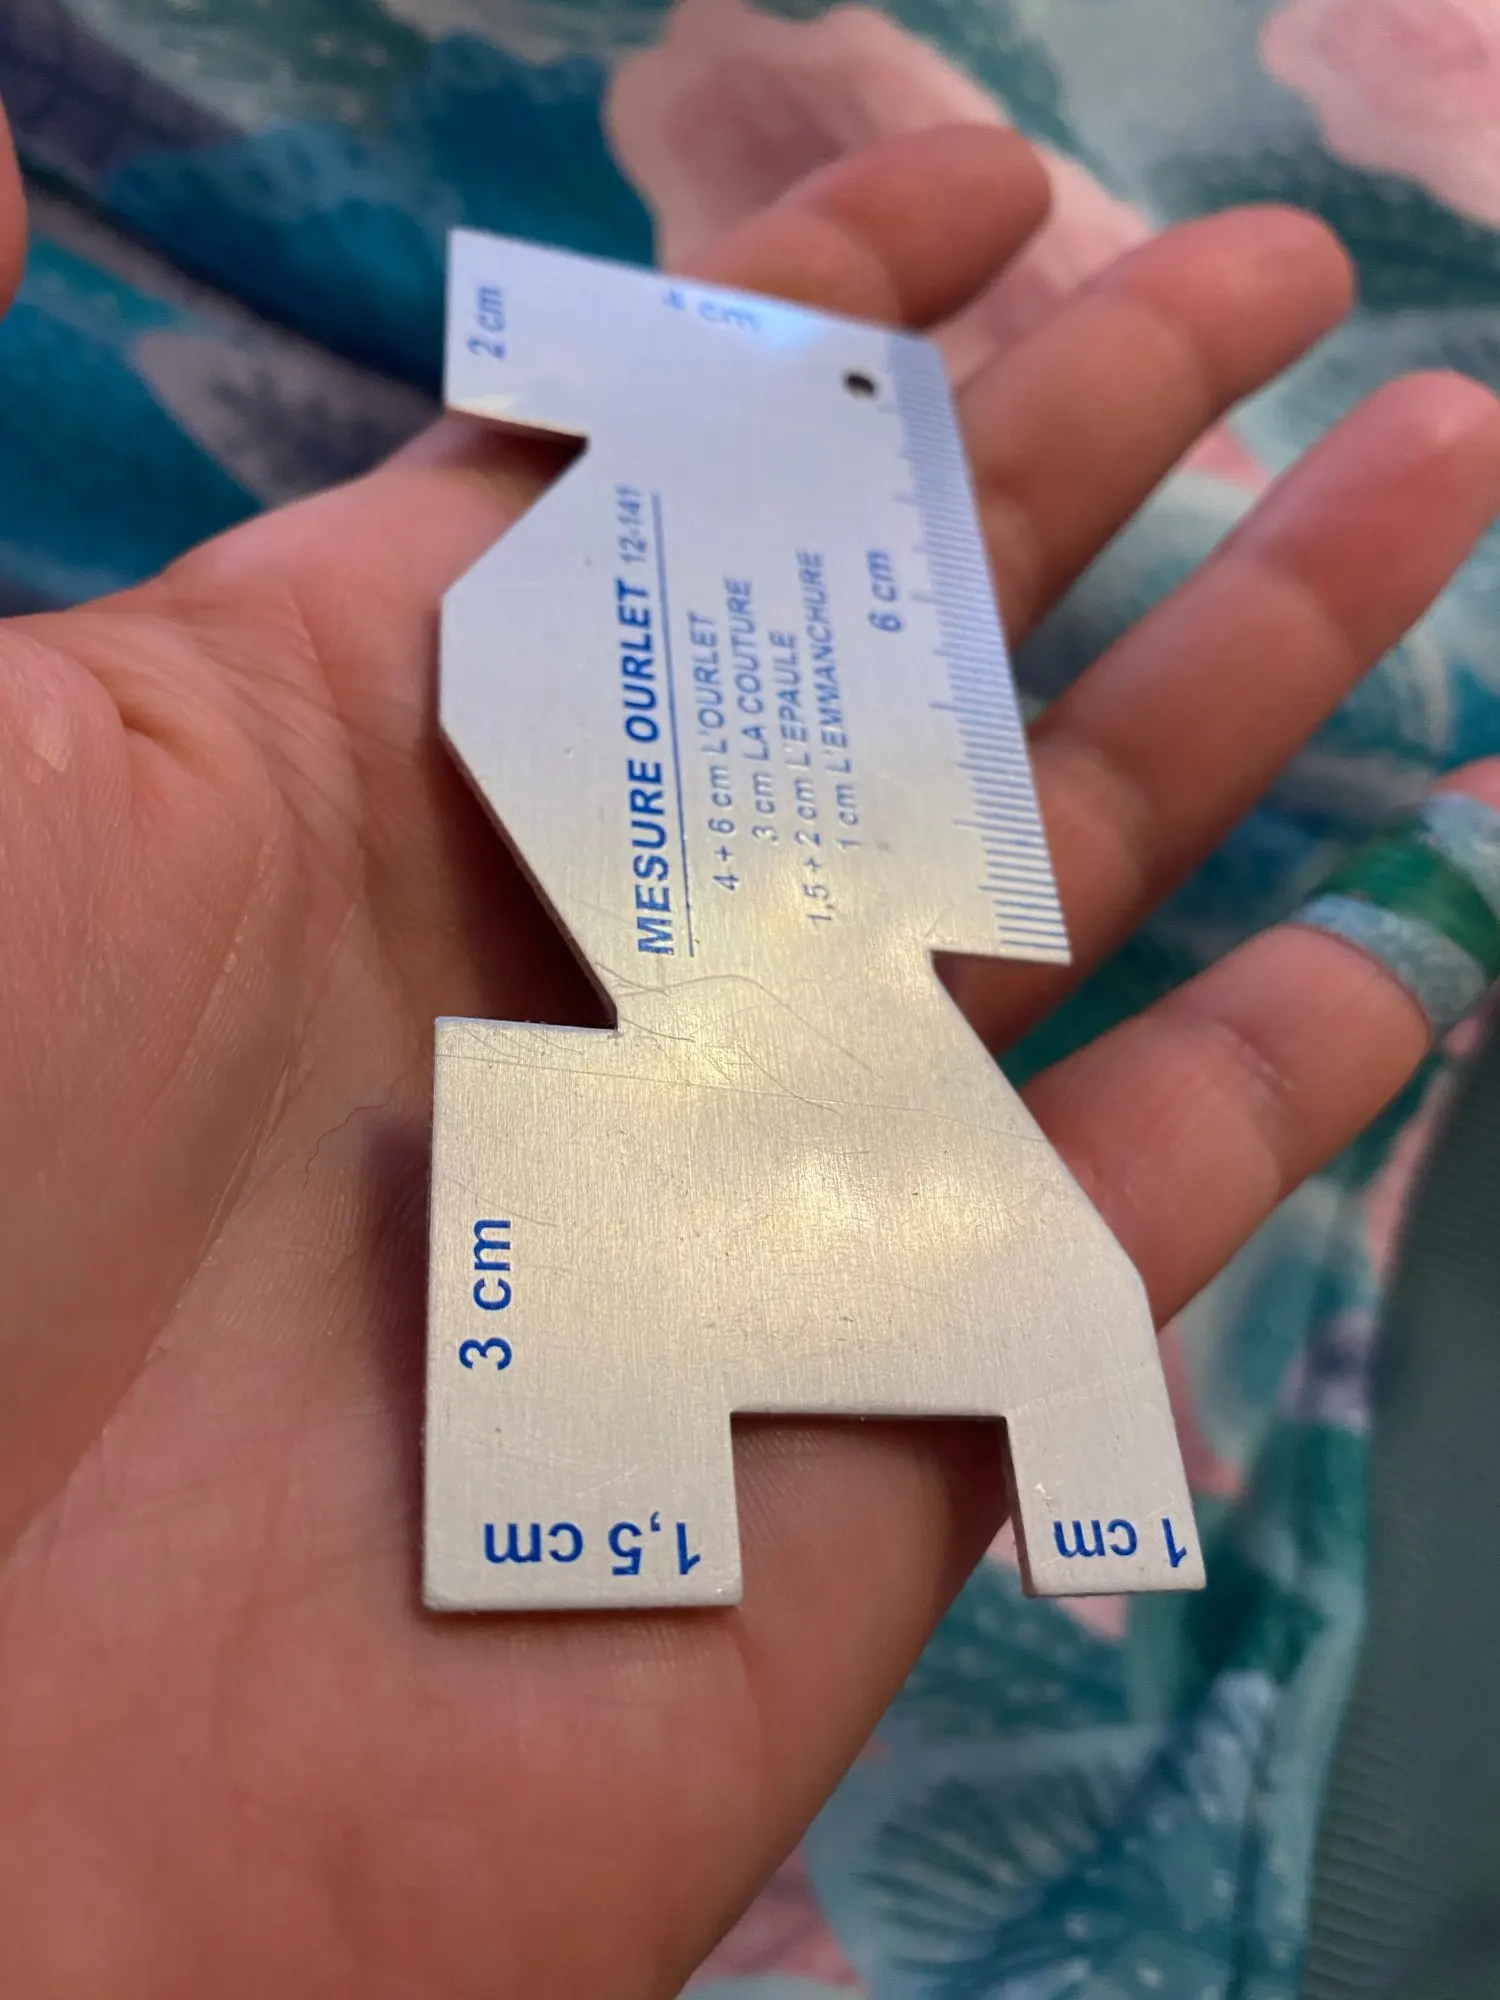 MESURE OURLET 12-141
4 + 6 cm L'OURLET
3 cm LA COUTURE
1,5 + 2 cm L'EPAULE
1 cm L'EMMANCHURE
6 cm
2 cm
4 cm
3 cm
1,5 cm
1 cm